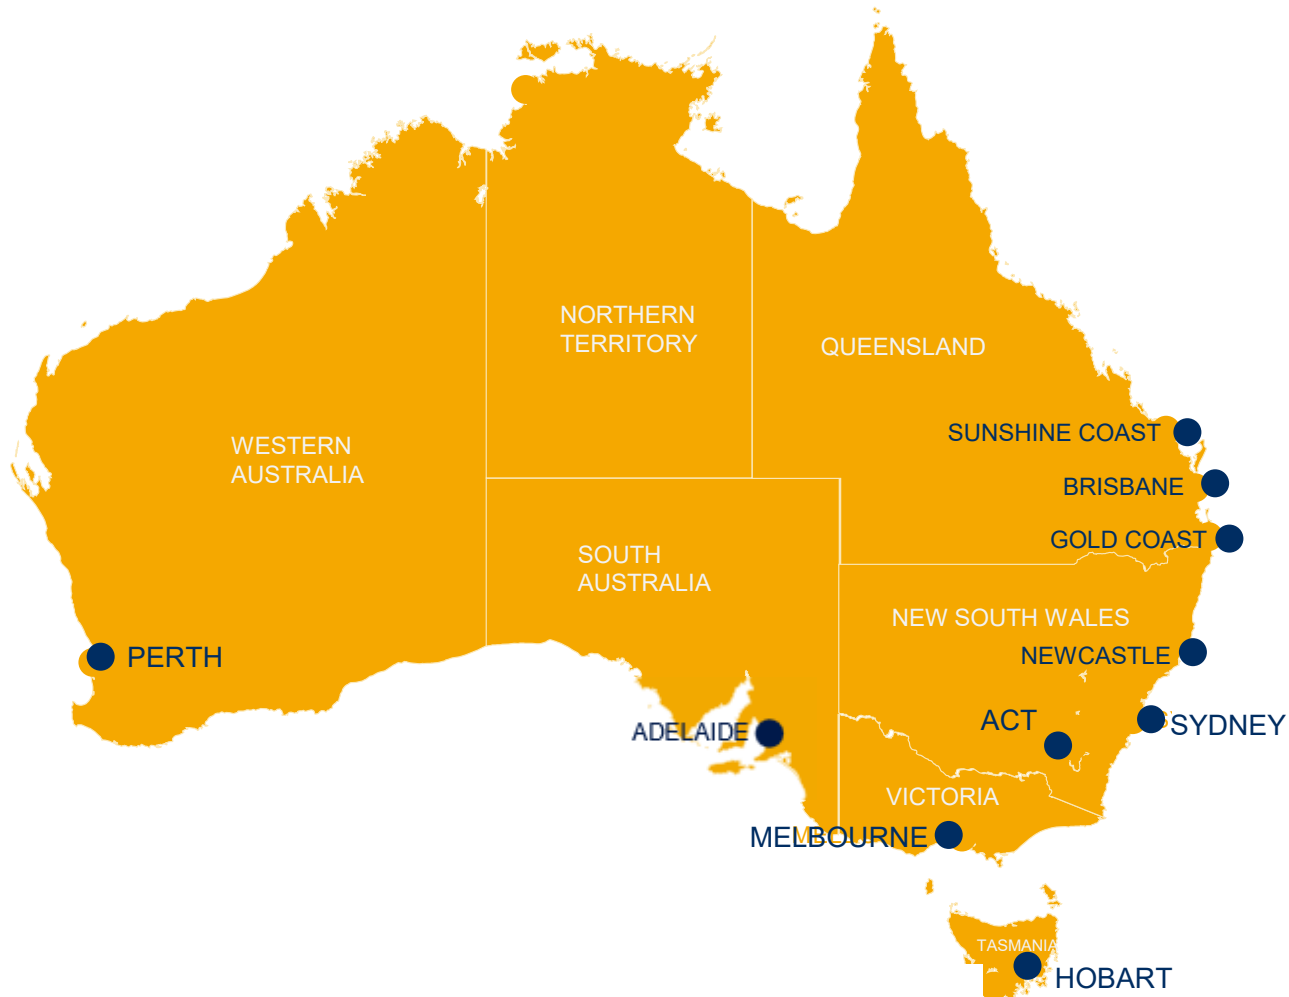 NORTHERN
TERRITORY
QUEENSLAND
SUNSHINE COAST
WESTERN
AUSTRALIA
BRISBANE
GOLD COAST
SOUTH
AUSTRALIA
NEW SOUTH WALES
NEWCASTLE
PERTH
ACT
SYDNEY
ADELAIDE
VICTORIA
MELBOURNE
TASMANIA
HOBART